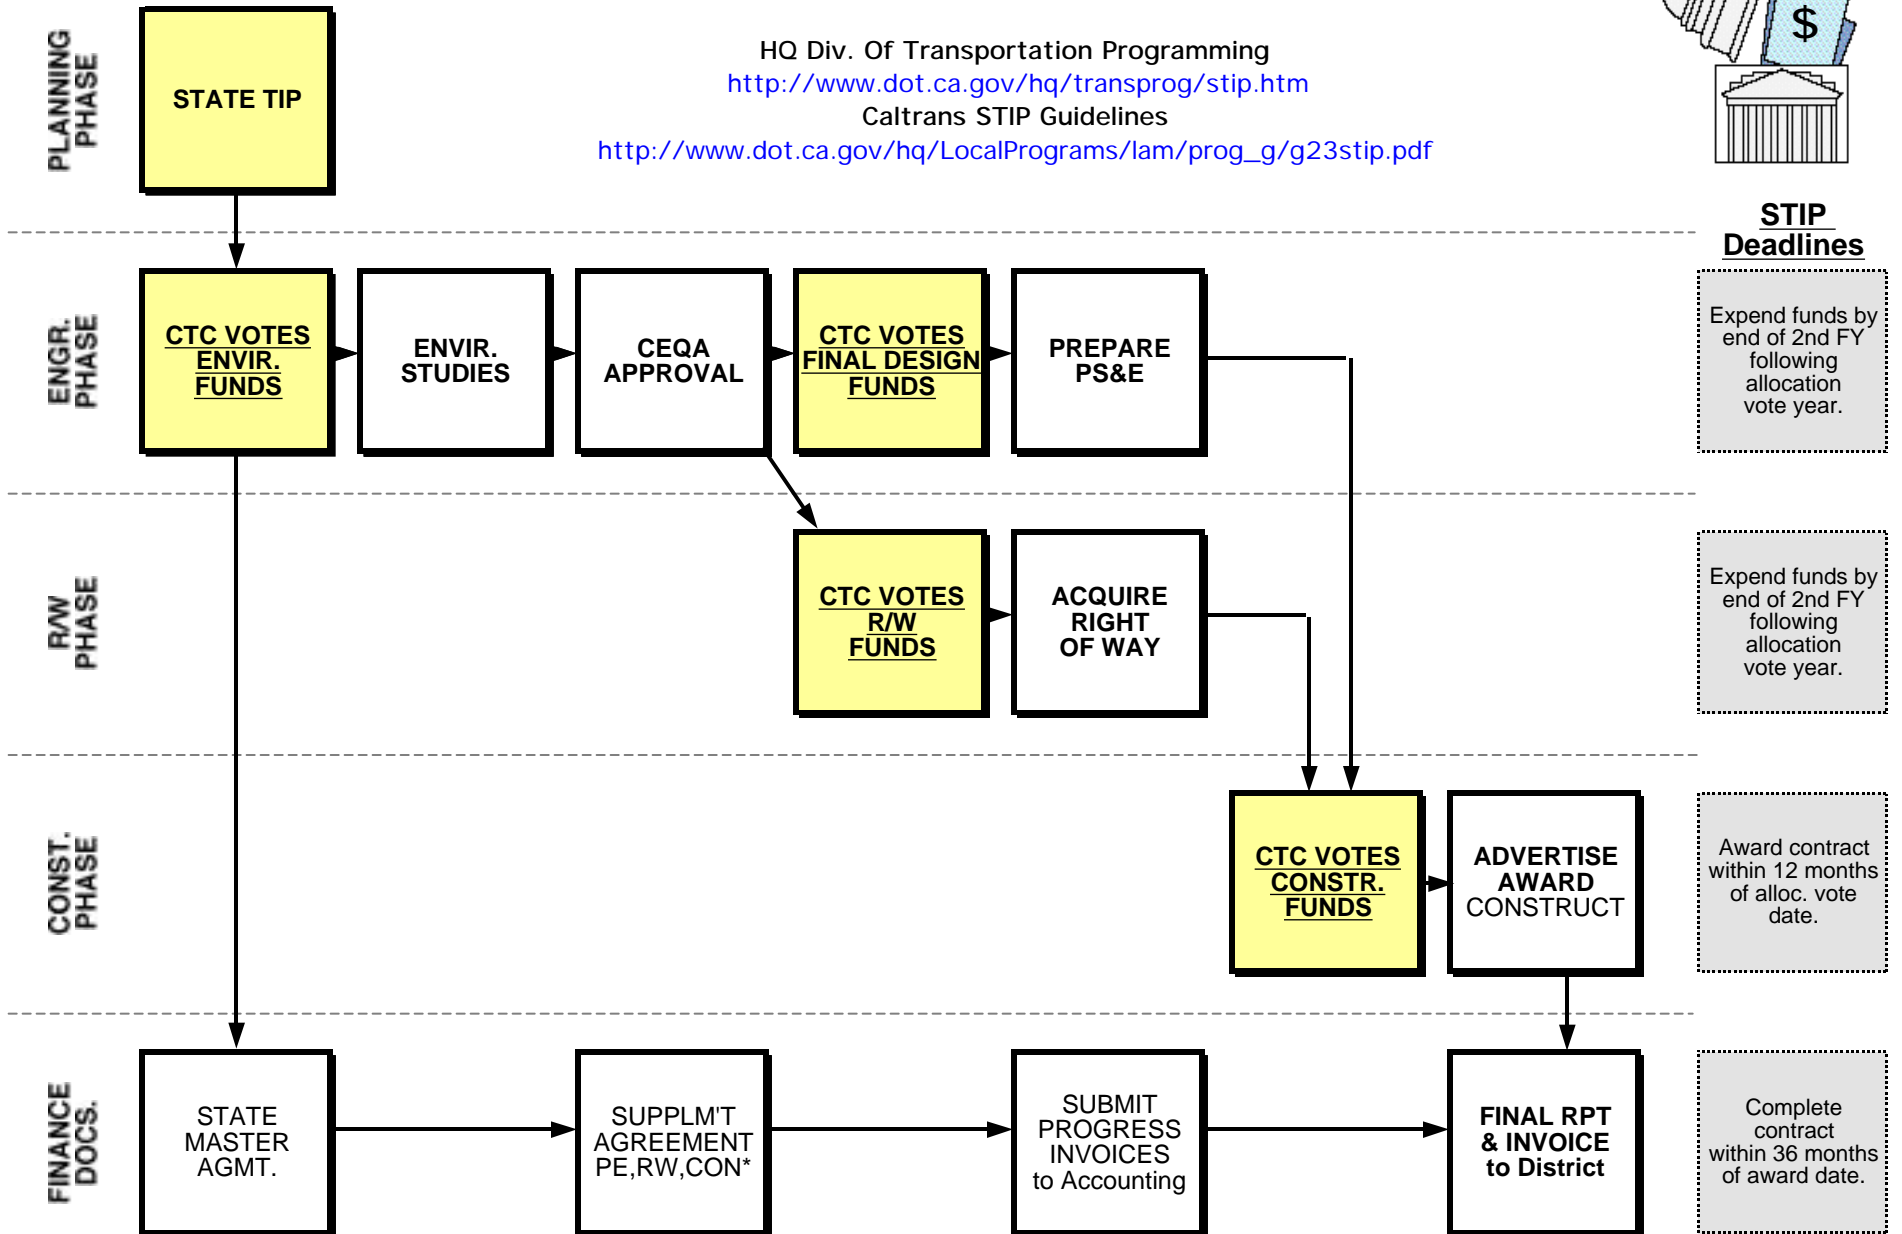 $
HQ Div. Of Transportation Programming
http://www.dot.ca.gov/hq/transprog/stip.htm
Caltrans STIP Guidelines
http://www.dot.ca.gov/hq/LocalPrograms/lam/prog_g/g23stip.pdf
PLANNING
PHASE
STATE TIP
STIP
Deadlines
ENGR.
PHASE
CTC VOTES
ENVIR.
FUNDS
ENVIR.
STUDIES
CEQA
APPROVAL
CTC VOTES
FINAL DESIGN
FUNDS
PREPARE
PS&E
Expend funds by
end of 2nd FY
following
allocation
vote year.
R/W
PHASE
CTC VOTES
R/W
FUNDS
ACQUIRE
RIGHT
OF WAY
Expend funds by
end of 2nd FY
following
allocation
vote year.
CONST.
PHASE
CTC VOTES
CONSTR.
FUNDS
ADVERTISE
AWARD
CONSTRUCT
Award contract
within 12 months
of alloc. vote
date.
FINANCE
DOCS.
STATE
MASTER
AGMT.
SUPPLM'T
AGREEMENT
PE,RW,CON*
SUBMIT
PROGRESS
INVOICES
to Accounting
FINAL RPT
& INVOICE
to District
Complete
contract
within 36 months
of award date.